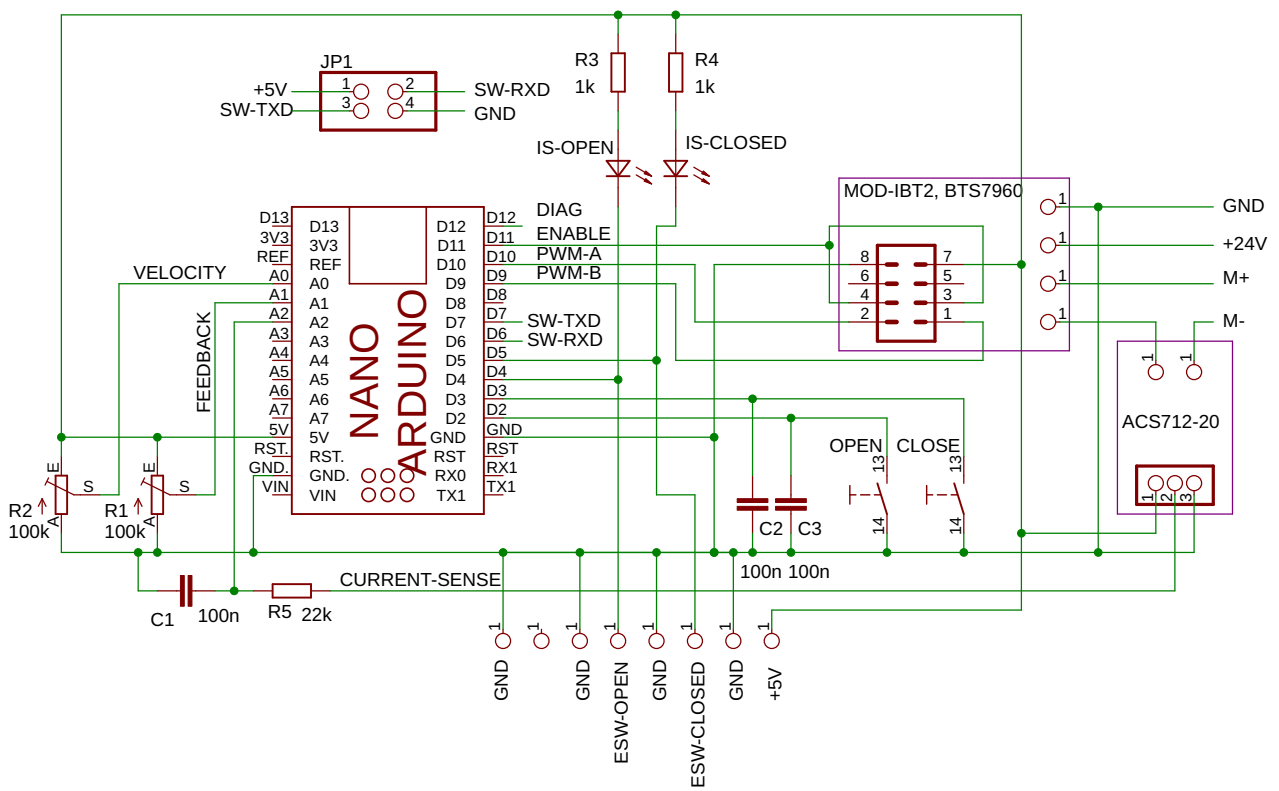 JP1
+5V 1 2 SW-RXD
SW-TXD 3 4 GND
R3
1k
R4
1k
IS-OPEN
IS-CLOSED
MOD-IBT2, BTS7960
1 GND
1 +24V
1 M+
1 M-
8 7
6 5
4 3
2 1
DIAG
ENABLE
PWM-A
PWM-B
SW-TXD
SW-RXD
D13 D13 D12 D12
3V3 3V3 D11 D11
REF REF D10 D10
A0 A0 D9 D9
A1 A1 D8 D8
A2 A2 D7 D7
A3 A3 D6 D6
A4 A4 D5 D5
A5 A5 D4 D4
A6 A6 D3 D3
A7 A7 D2 D2
5V 5V GND GND
RST. RST. RST RST
GND. GND. RX0 RX1
VIN VIN TX1 TX1
NANO
ARDUINO
VELOCITY
FEEDBACK
E
S
A
R2
100k
E
S
A
R1
100k
C1
100n
R5
22k
CURRENT-SENSE
C2
100n
C3
100n
OPEN
13
14
CLOSE
13
14
1
1
ACS712-20
1
2
3
1
GND
1
1
GND
1
ESW-OPEN
1
GND
1
ESW-CLOSED
1
GND
1
+5V